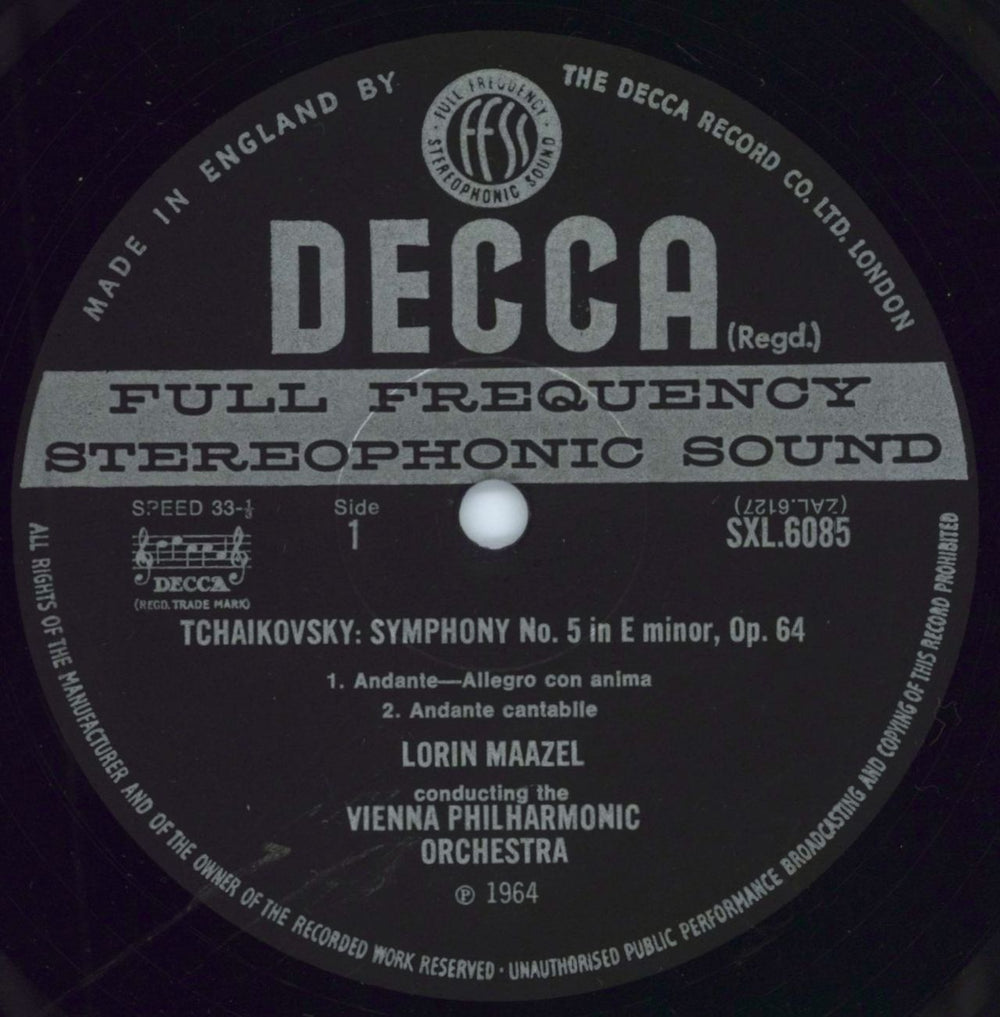 MADE IN ENGLAND BY
THE DECCA RECORD CO. LTD. LONDON
FULL FREQUENCY
FFSS
STEREOPHONIC SOUND
DECCA
(Regd.)
FULL FREQUENCY
STEREOPHONIC SOUND
SPEED 33-⅓
Side
1
(ZAL.6127)
SXL.6085
DECCA
(REGD. TRADE MARK)
TCHAIKOVSKY: SYMPHONY No. 5 in E minor, Op. 64
1. Andante—Allegro con anima
2. Andante cantabile
LORIN MAAZEL
conducting the
VIENNA PHILHARMONIC
ORCHESTRA
℗ 1964
ALL RIGHTS OF THE MANUFACTURER AND OF THE OWNER OF THE RECORDED WORK RESERVED · UNAUTHORISED PUBLIC PERFORMANCE BROADCASTING AND COPYING OF THIS RECORD PROHIBITED